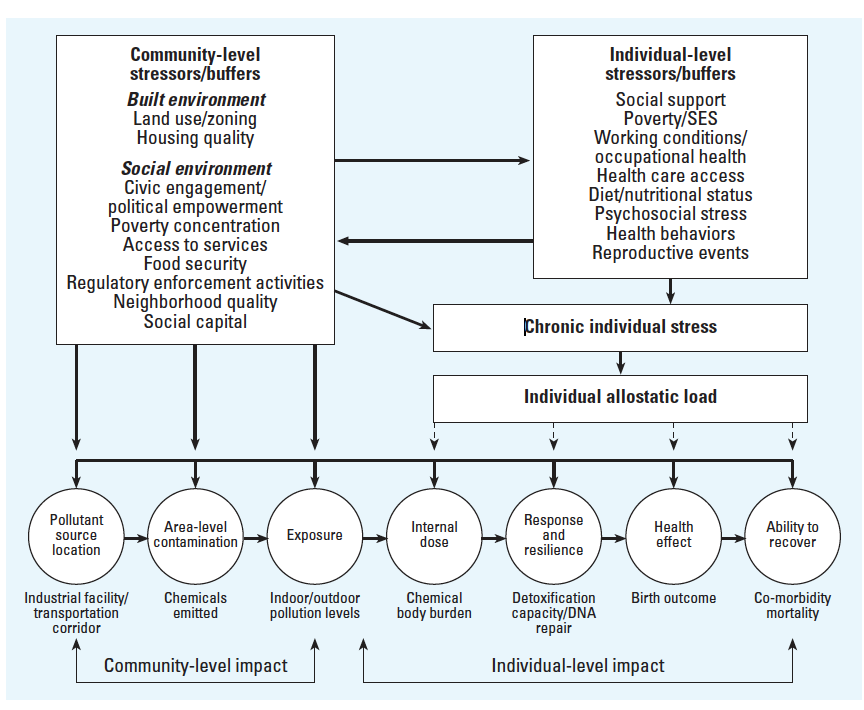 Community-level
stressors/buffers
Built environment
Land use/zoning
Housing quality
Social environment
Civic engagement/
political empowerment
Poverty concentration
Access to services
Food security
Regulatory enforcement activities
Neighborhood quality
Social capital
Individual-level
stressors/buffers
Social support
Poverty/SES
Working conditions/
occupational health
Health care access
Diet/nutritional status
Psychosocial stress
Health behaviors
Reproductive events
Chronic individual stress
Individual allostatic load
Pollutant
source
location
Area-level
contamination
Exposure
Internal
dose
Response
and
resilience
Health
effect
Ability to
recover
Industrial facility/
transportation
corridor
Chemicals
emitted
Indoor/outdoor
pollution levels
Chemical
body burden
Detoxification
capacity/DNA
repair
Birth outcome
Co-morbidity
mortality
Community-level impact
Individual-level impact